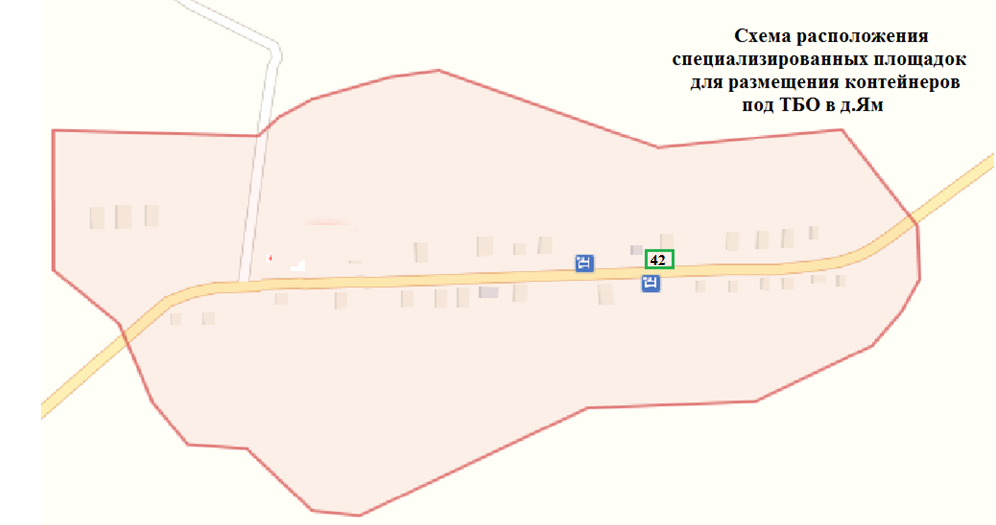 Схема расположения
специализированных площадок
для размещения контейнеров
под ТБО в д.Ям
42